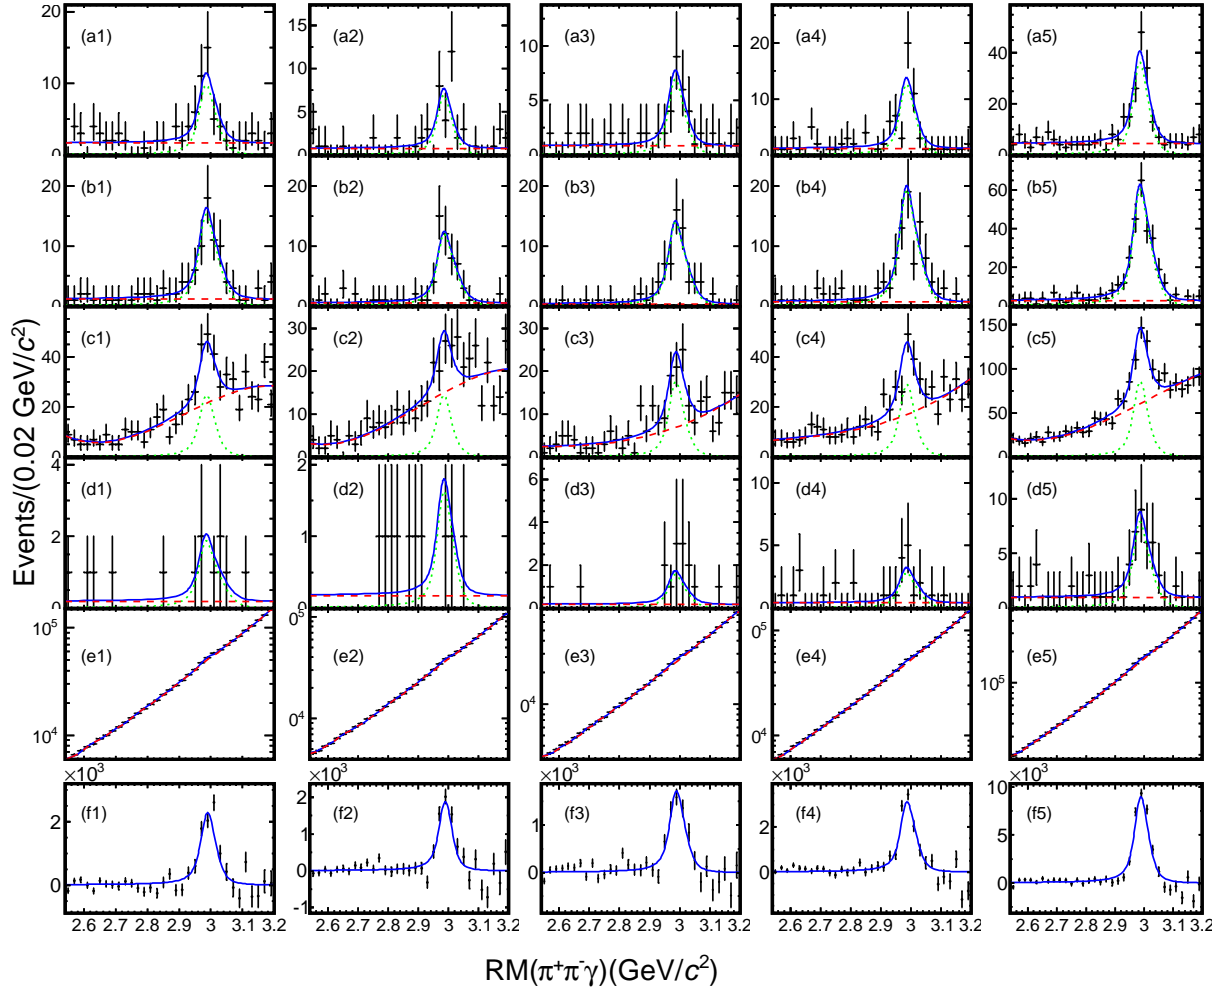 Events/(0.02 GeV/c²)
(a1)
20
15
10
5
0
(a2)
15
10
5
0
(a3)
10
5
0
(a4)
20
10
0
(a5)
40
20
0
(b1)
20
10
0
(b2)
20
10
0
(b3)
20
10
0
(b4)
20
10
0
(b5)
60
40
20
0
(c1)
40
20
0
(c2)
30
20
10
0
(c3)
30
20
10
0
(c4)
40
20
0
(c5)
150
100
50
0
(d1)
4
2
0
(d2)
2
1
0
(d3)
6
4
2
0
(d4)
10
5
0
(d5)
10
5
0
(e1)
10⁵
10⁴
(e2)
0⁵
0⁴
(e3)
0⁴
(e4)
10⁵
10⁴
(e5)
10⁵
×10³
×10³
×10³
×10³
×10³
(f1)
2
0
(f2)
2
1
0
-1
(f3)
1
0
(f4)
2
0
(f5)
10
5
0
2.6 2.7 2.8 2.9 3 3.1 3.2
2.6 2.7 2.8 2.9 3 3.1 3.2
2.6 2.7 2.8 2.9 3 3.1 3.2
2.6 2.7 2.8 2.9 3 3.1 3.2
2.6 2.7 2.8 2.9 3 3.1 3.2
RM(π⁺π⁻γ)(GeV/c²)